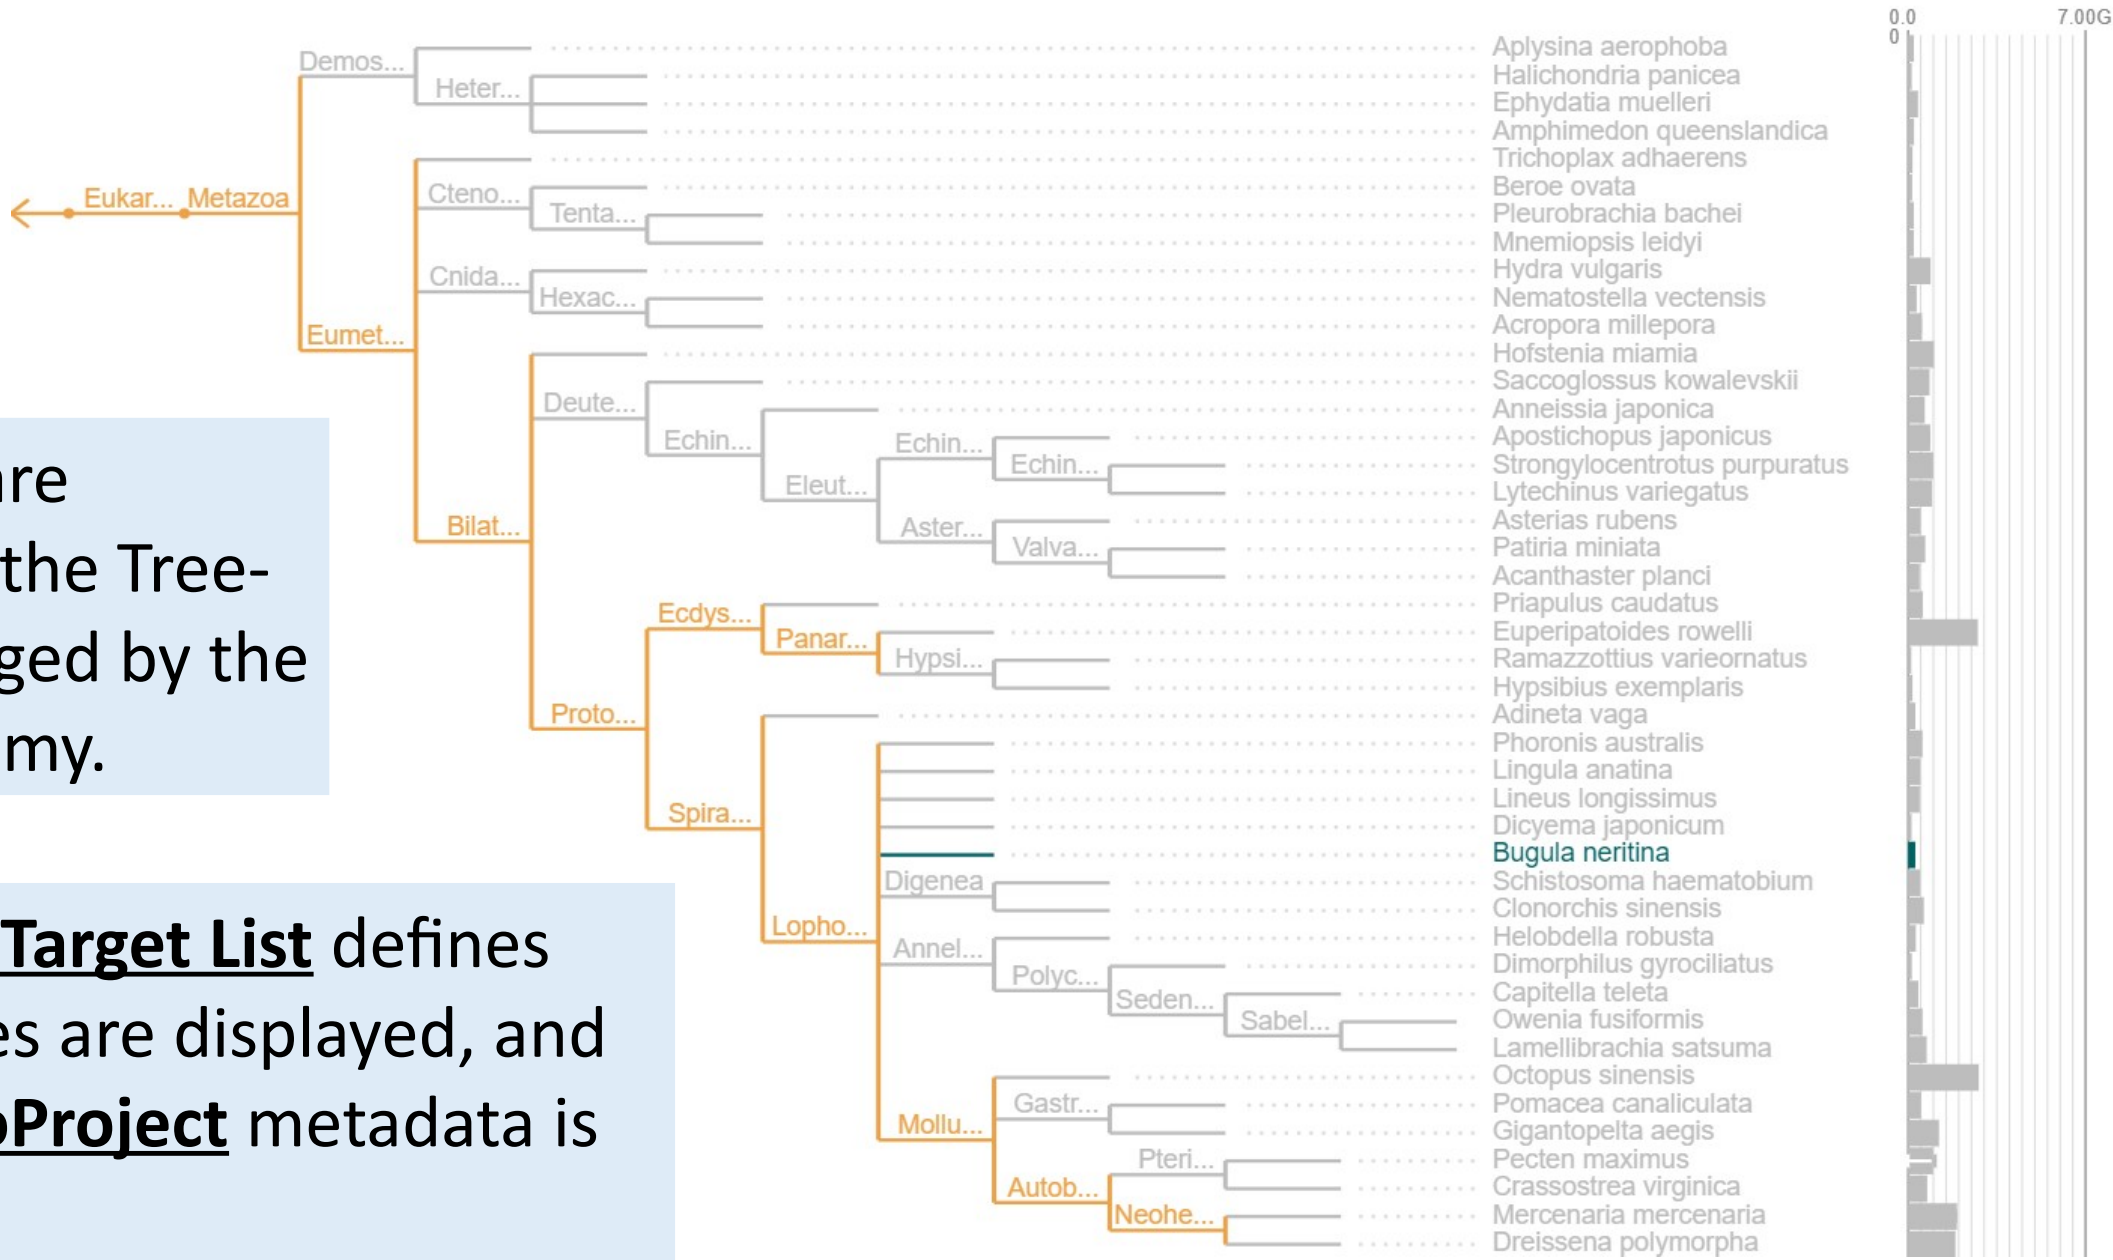 0.0 7.00G
0
Demos...
Heter...
Eukar... Metazoa
Cteno...
Tenta...
Cnida...
Hexac...
Eumet...
Deute...
Echin...
Echin...
Echin...
Eleut...
Aster...
Valva...
Bilat...
Ecdys...
Panar...
Hypsi...
Proto...
Spira...
Digenea
Lopho...
Annel...
Polyc...
Seden...
Sabel...
Gastr...
Mollu...
Pteri...
Autob...
Neohe...
Aplysina aerophoba
Halichondria panicea
Ephydatia muelleri
Amphimedon queenslandica
Trichoplax adhaerens
Beroe ovata
Pleurobrachia bachei
Mnemiopsis leidyi
Hydra vulgaris
Nematostella vectensis
Acropora millepora
Hofstenia miamia
Saccoglossus kowalevskii
Anneissia japonica
Apostichopus japonicus
Strongylocentrotus purpuratus
Lytechinus variegatus
Asterias rubens
Patiria miniata
Acanthaster planci
Priapulus caudatus
Euperipatoides rowelli
Ramazzottius varieornatus
Hypsibius exemplaris
Adineta vaga
Phoronis australis
Lingula anatina
Lineus longissimus
Dicyema japonicum
Bugula neritina
Schistosoma haematobium
Clonorchis sinensis
Helobdella robusta
Dimorphilus gyrociliatus
Capitella teleta
Owenia fusiformis
Lamellibrachia satsuma
Octopus sinensis
Pomacea canaliculata
Gigantopelta aegis
Pecten maximus
Crassostrea virginica
Mercenaria mercenaria
Dreissena polymorpha
are
the Tree-
ged by the
my.
Target List defines
es are displayed, and
oProject metadata is